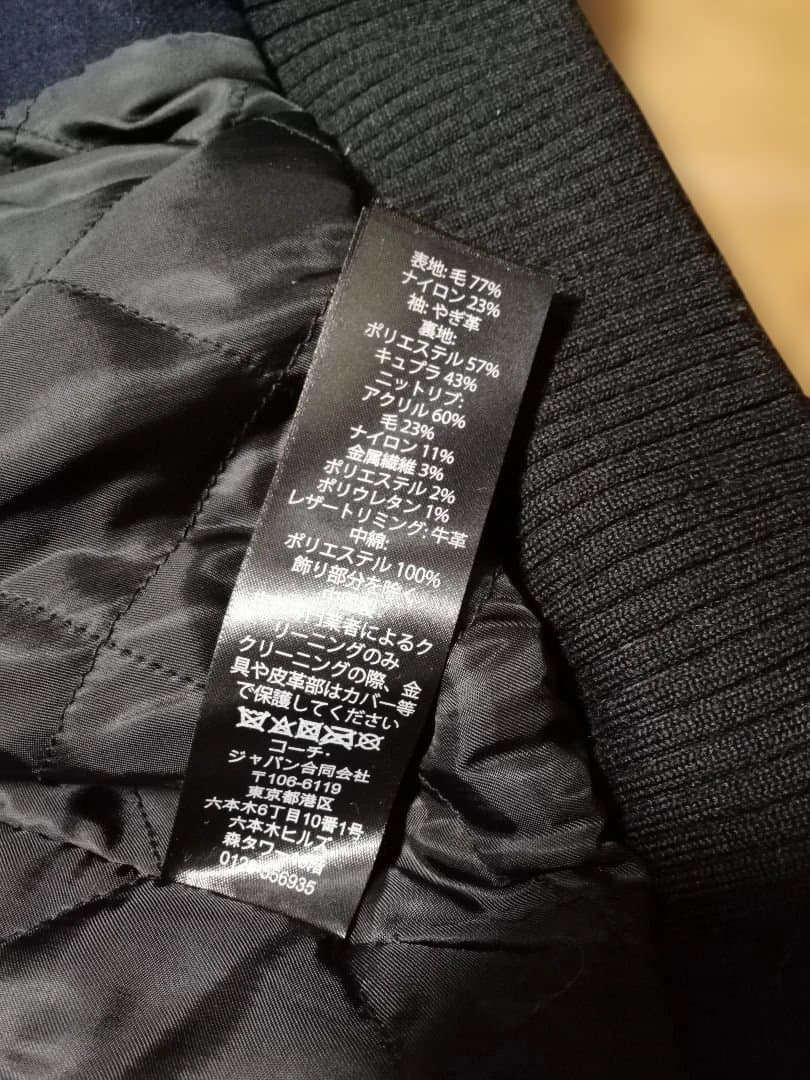 表地: 毛 77%
ナイロン 23%
袖: やぎ革
裏地:
ポリエステル 57%
キュプラ 43%
ニットリブ:
アクリル 60%
毛 23%
ナイロン 11%
金属繊維 3%
ポリエステル 2%
ポリウレタン 1%
レザートリミング: 牛革
中綿:
ポリエステル 100%
飾り部分を除く
業者によるク
リーニングのみ
クリーニングの際、金
具や皮革部はカバー等
で保護してください
コーチ・
ジャパン合同会社
〒106-6119
東京都港区
六本木6丁目10番1号
六本木ヒルズ
森タワー
556935